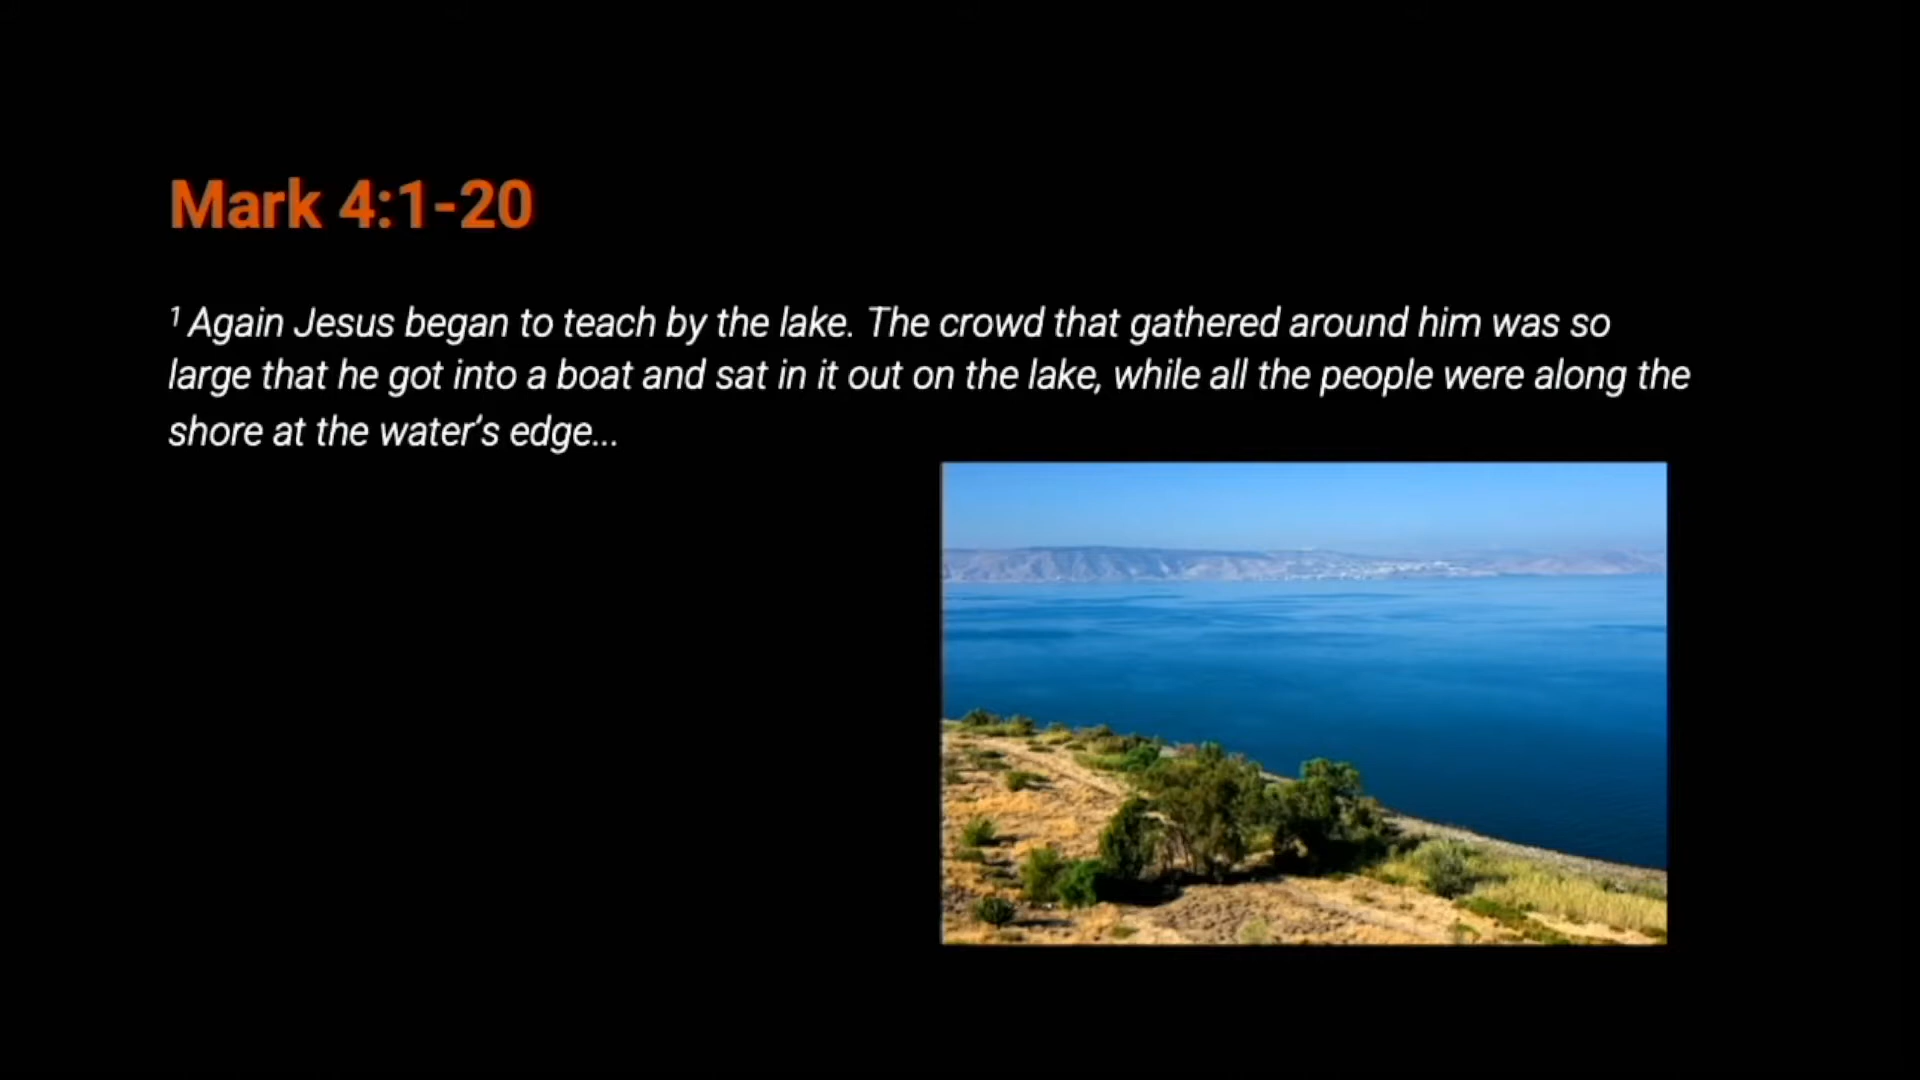 Mark 4:1-20
¹ Again Jesus began to teach by the lake. The crowd that gathered around him was so
large that he got into a boat and sat in it out on the lake, while all the people were along the
shore at the water’s edge...